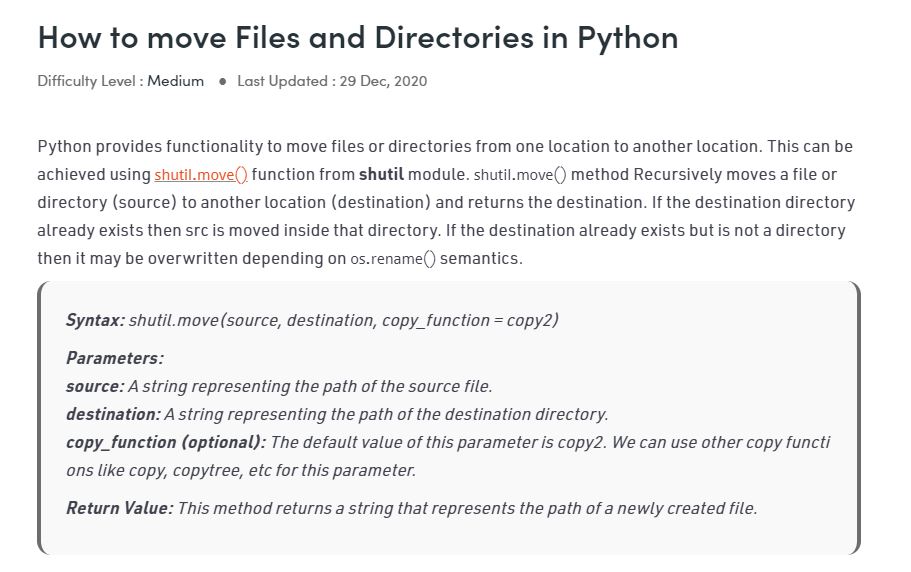 How to move Files and Directories in Python
Difficulty Level : Medium ● Last Updated : 29 Dec, 2020
Python provides functionality to move files or directories from one location to another location. This can be
achieved using shutil.move() function from shutil module. shutil.move() method Recursively moves a file or
directory (source) to another location (destination) and returns the destination. If the destination directory
already exists then src is moved inside that directory. If the destination already exists but is not a directory
then it may be overwritten depending on os.rename() semantics.
Syntax: shutil.move(source, destination, copy_function = copy2)
Parameters:
source: A string representing the path of the source file.
destination: A string representing the path of the destination directory.
copy_function (optional): The default value of this parameter is copy2. We can use other copy functi
ons like copy, copytree, etc for this parameter.
Return Value: This method returns a string that represents the path of a newly created file.